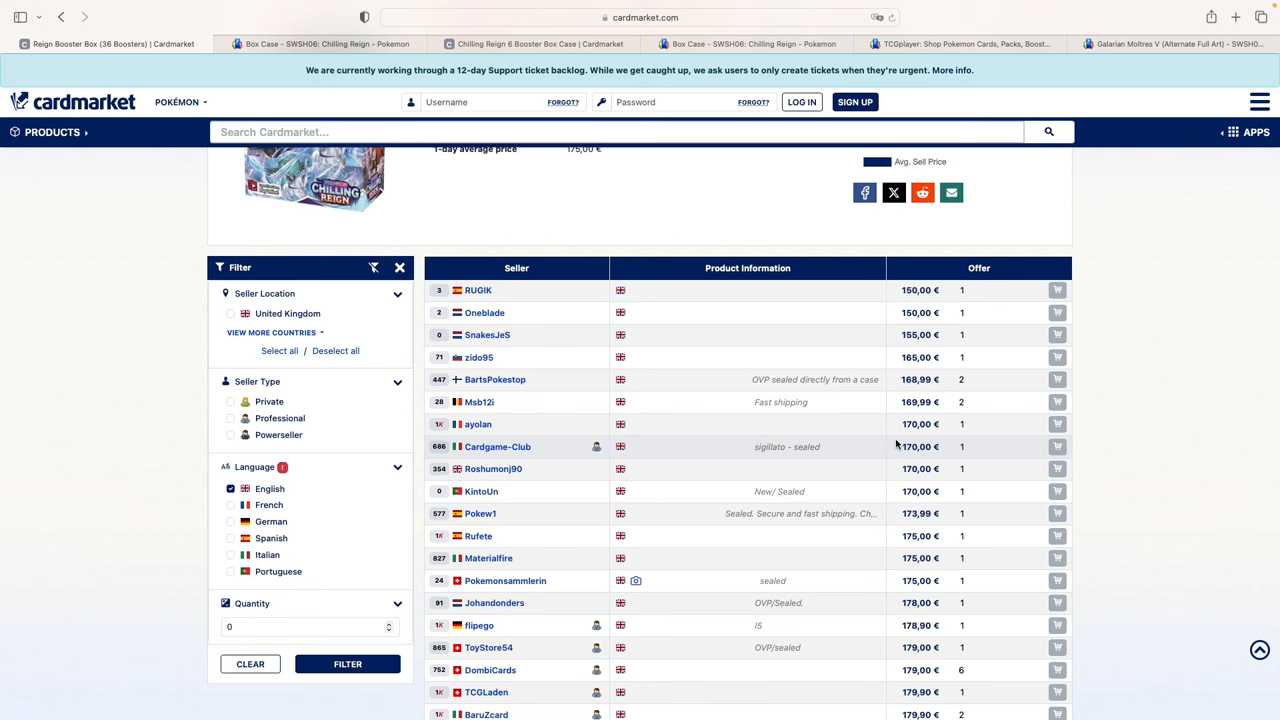 cardmarket.com
Reign Booster Box (36 Boosters) | Cardmarket
Box Case - SWSH06: Chilling Reign - Pokemon
Chilling Reign 6 Booster Box Case | Cardmarket
Box Case - SWSH06: Chilling Reign - Pokemon
TCGplayer: Shop Pokemon Cards, Packs, Boost...
Galarian Moltres V (Alternate Full Art) - SWSH0...
We are currently working through a 12-day Support ticket backlog. While we get caught up, we ask users to only create tickets when they're urgent. More info.
cardmarket POKÉMON Username FORGOT? Password FORGOT? LOG IN SIGN UP
PRODUCTS Search Cardmarket... APPS
1-day average price 175,00 €
Avg. Sell Price
CHILLING REIGN
Filter
Seller Location
United Kingdom
VIEW MORE COUNTRIES
Select all / Deselect all
Seller Type
Private
Professional
Powerseller
Language 1
English
French
German
Spanish
Italian
Portuguese
Quantity
0
CLEAR FILTER
Seller Product Information Offer
3 RUGIK 150,00 € 1
2 Oneblade 150,00 € 1
0 SnakesJeS 155,00 € 1
71 zido95 165,00 € 1
447 BartsPokestop OVP sealed directly from a case 168,99 € 2
28 Msb12i Fast shipping 169,99 € 2
1K ayolan 170,00 € 1
686 Cardgame-Club sigillato - sealed 170,00 € 1
354 Roshumonj90 170,00 € 1
0 KintoUn New/ Sealed 170,00 € 1
577 Pokew1 Sealed. Secure and fast shipping. Ch... 173,99 € 1
1K Rufete 175,00 € 1
827 Materialfire 175,00 € 1
24 Pokemonsammlerin sealed 175,00 € 1
91 Johandonders OVP/Sealed. 178,00 € 1
1K flipego I5 178,90 € 1
865 ToyStore54 OVP/sealed 179,00 € 1
752 DombiCards 179,00 € 6
1K TCGLaden 179,90 € 1
1K BaruZcard 179,90 € 2